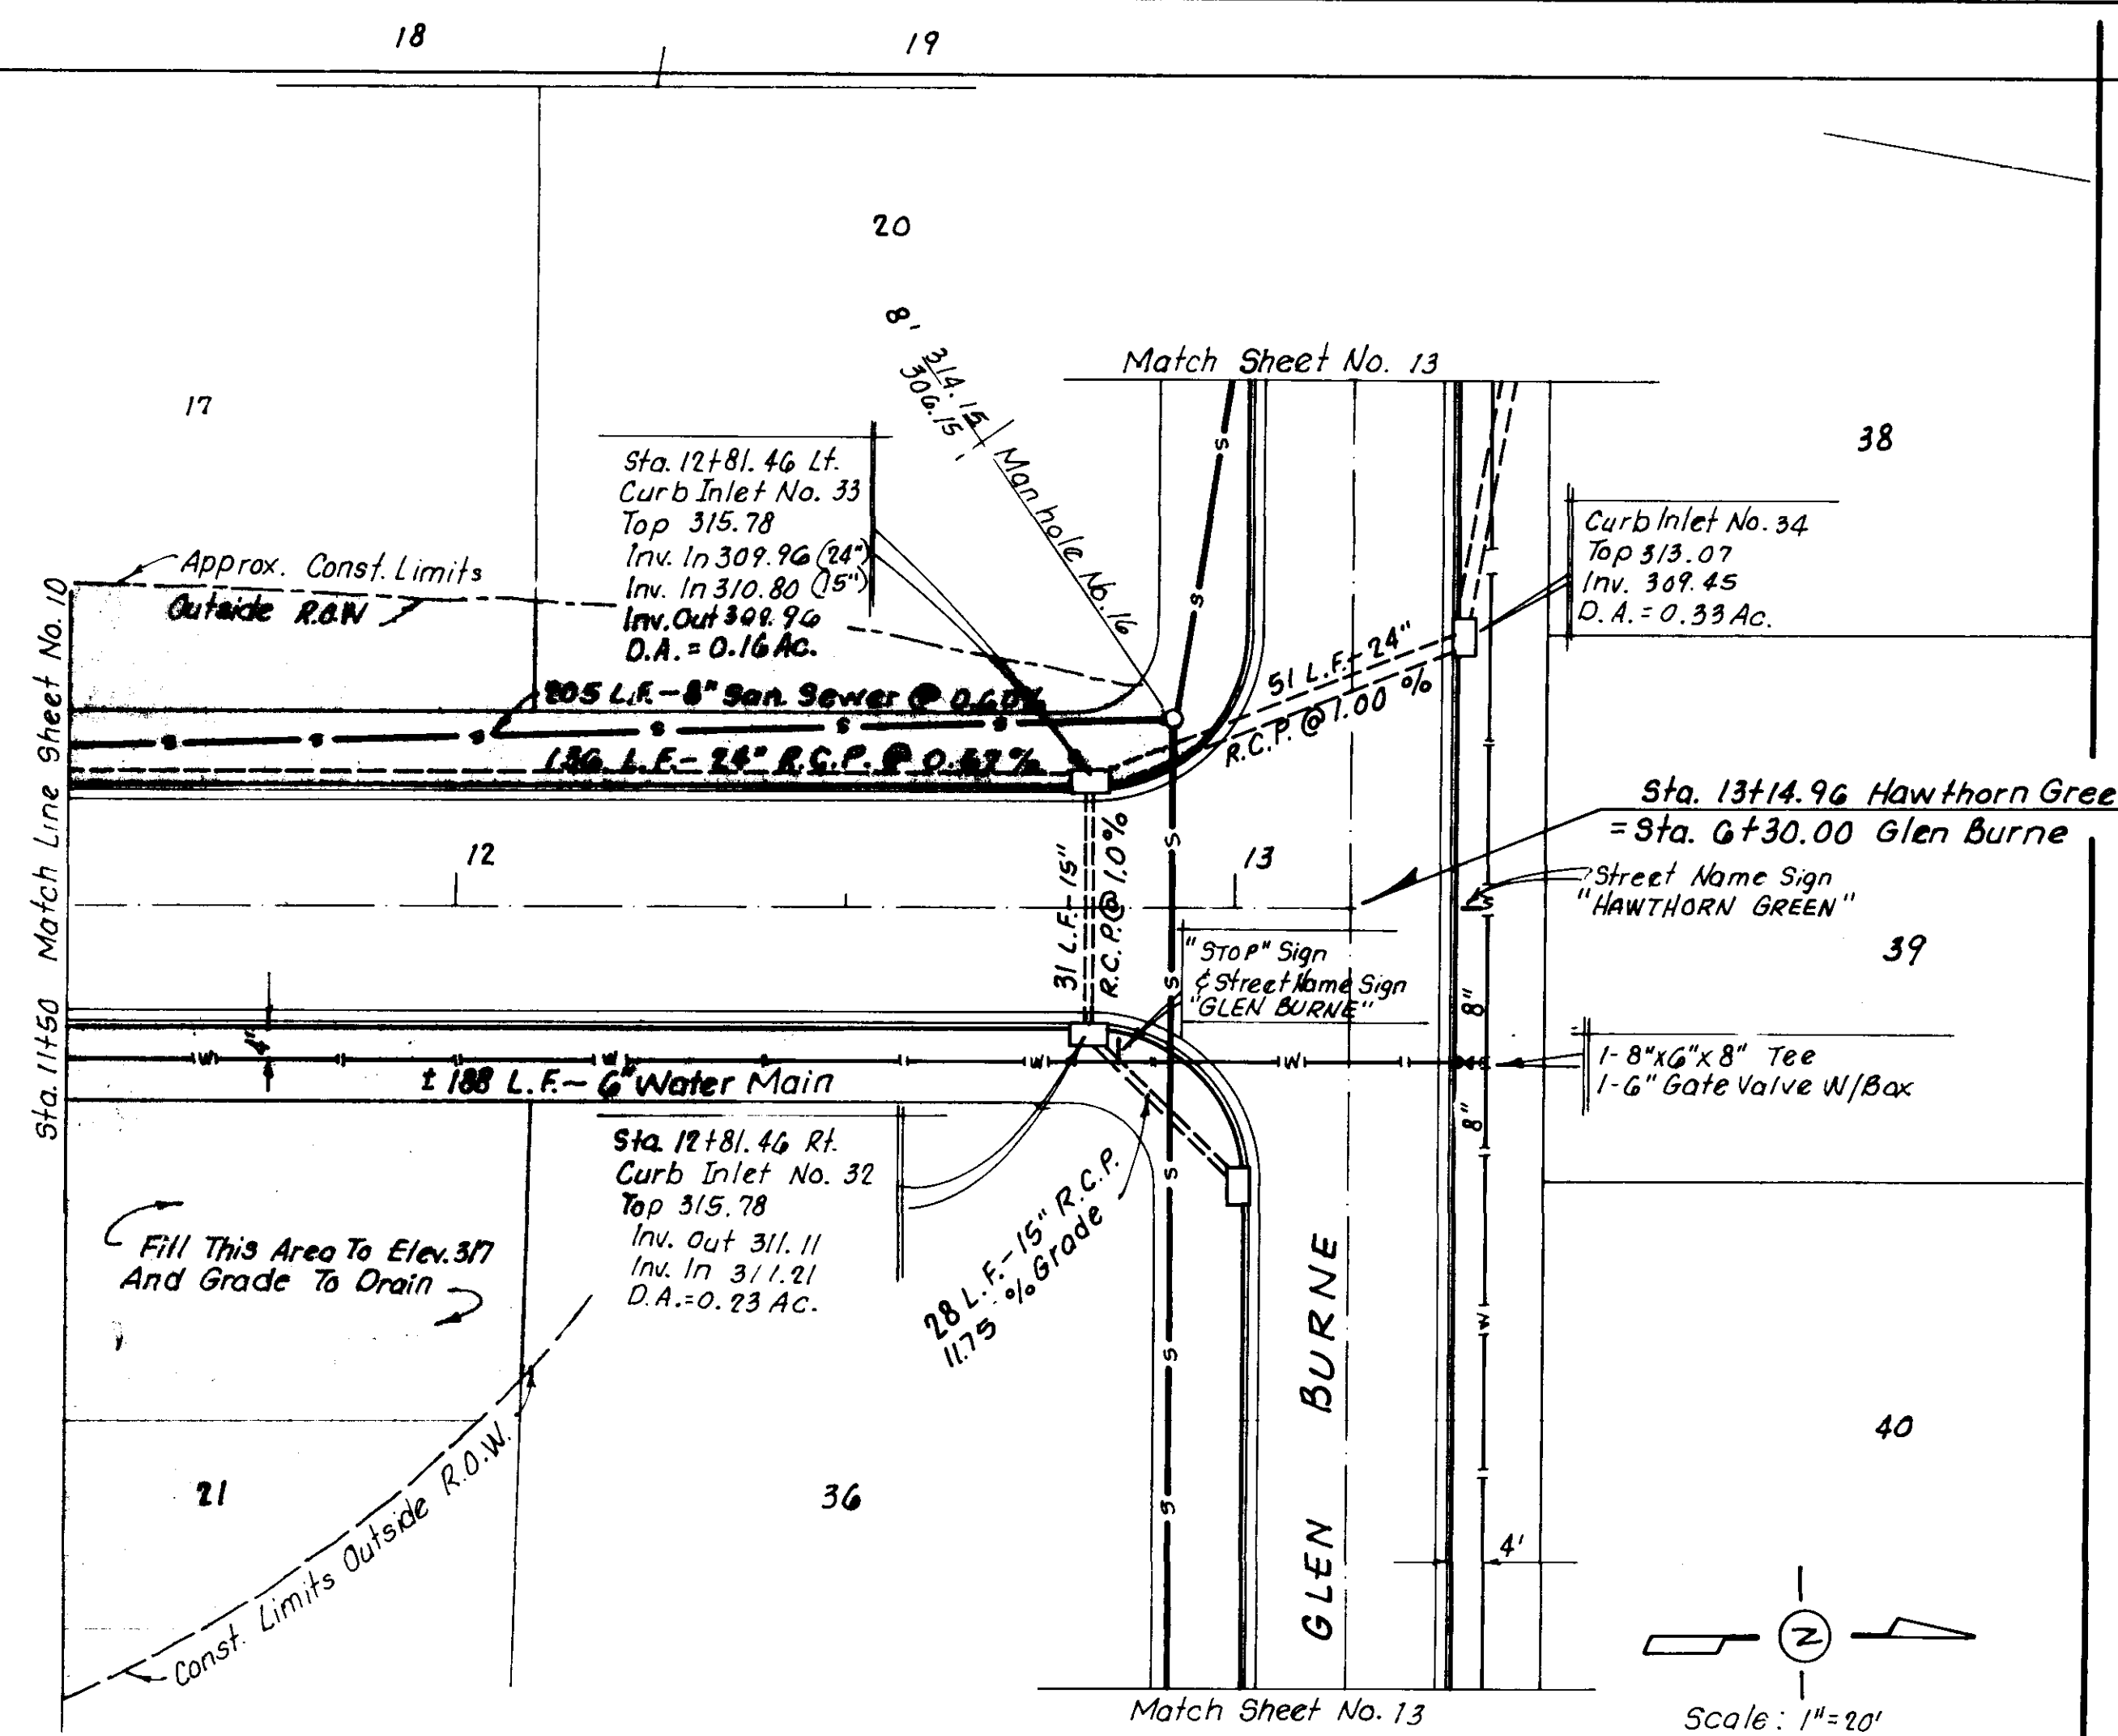 18
19
20
17
8'
314.15
306.15
Manhole No. 16
Match Sheet No. 13
38
Sta. 12+81.46 Lt.
Curb Inlet No. 33
Top 315.78
Inv. In 309.96 (24")
Inv. In 310.80 (15")
Inv. Out 309.96
D.A. = 0.16 Ac.
Curb Inlet No. 34
Top 313.07
Inv. 309.45
D.A. = 0.33 Ac.
Approx. Const. Limits
Outside R.O.W
Sta. 11+50 Match Line Sheet No. 10
205 L.F. - 8" San. Sewer @ 0.60%
L.F. - 24" R.C.P. @
51 L.F. - 24"
R.C.P. @ 1.00 %
Sta. 13+14.96 Hawthorn Gree
= Sta. 6+30.00 Glen Burne
Street Name Sign
"HAWTHORN GREEN"
12
13
31 L.F. - 15"
R.C.P. @ 1.0%
"STOP" Sign
& Street Name Sign
"GLEN BURNE"
39
8"
8"
4'
± 188 L.F. - 6" Water Main
1 - 8"x6"x8" Tee
1 - 6" Gate Valve W/Box
Sta. 12+81.46 Rt.
Curb Inlet No. 32
Top 315.78
Inv. Out 311.11
Inv. In 311.21
D.A. = 0.23 AC.
28 L.F. - 15" R.C.P.
11.75 % Grade
Fill This Area To Elev. 317
And Grade To Drain
GLEN BURNE
40
21
36
Const. Limits Outside R.O.W.
4'
N
Match Sheet No. 13
Scale: 1"=20'